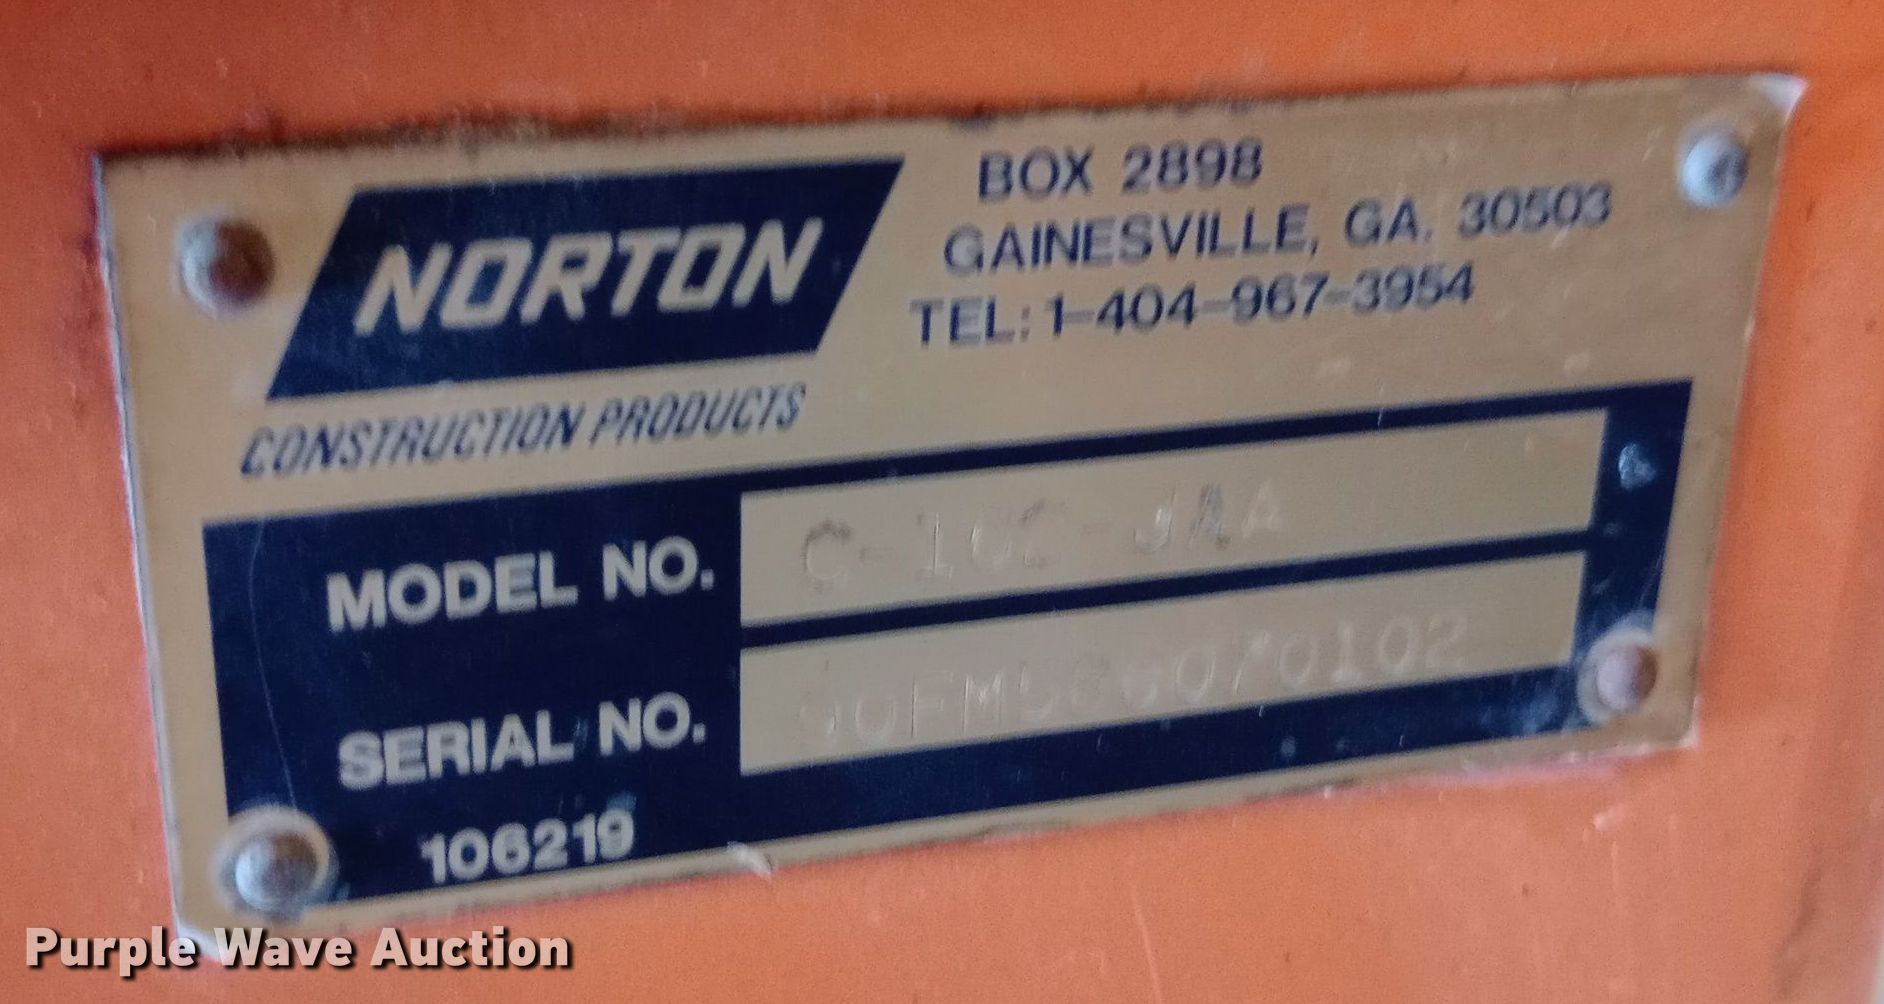 NORTON
CONSTRUCTION PRODUCTS
BOX 2898
GAINESVILLE, GA. 30503
TEL: 1-404-967-3954
MODEL NO.
SERIAL NO.
106219
Purple Wave Auction